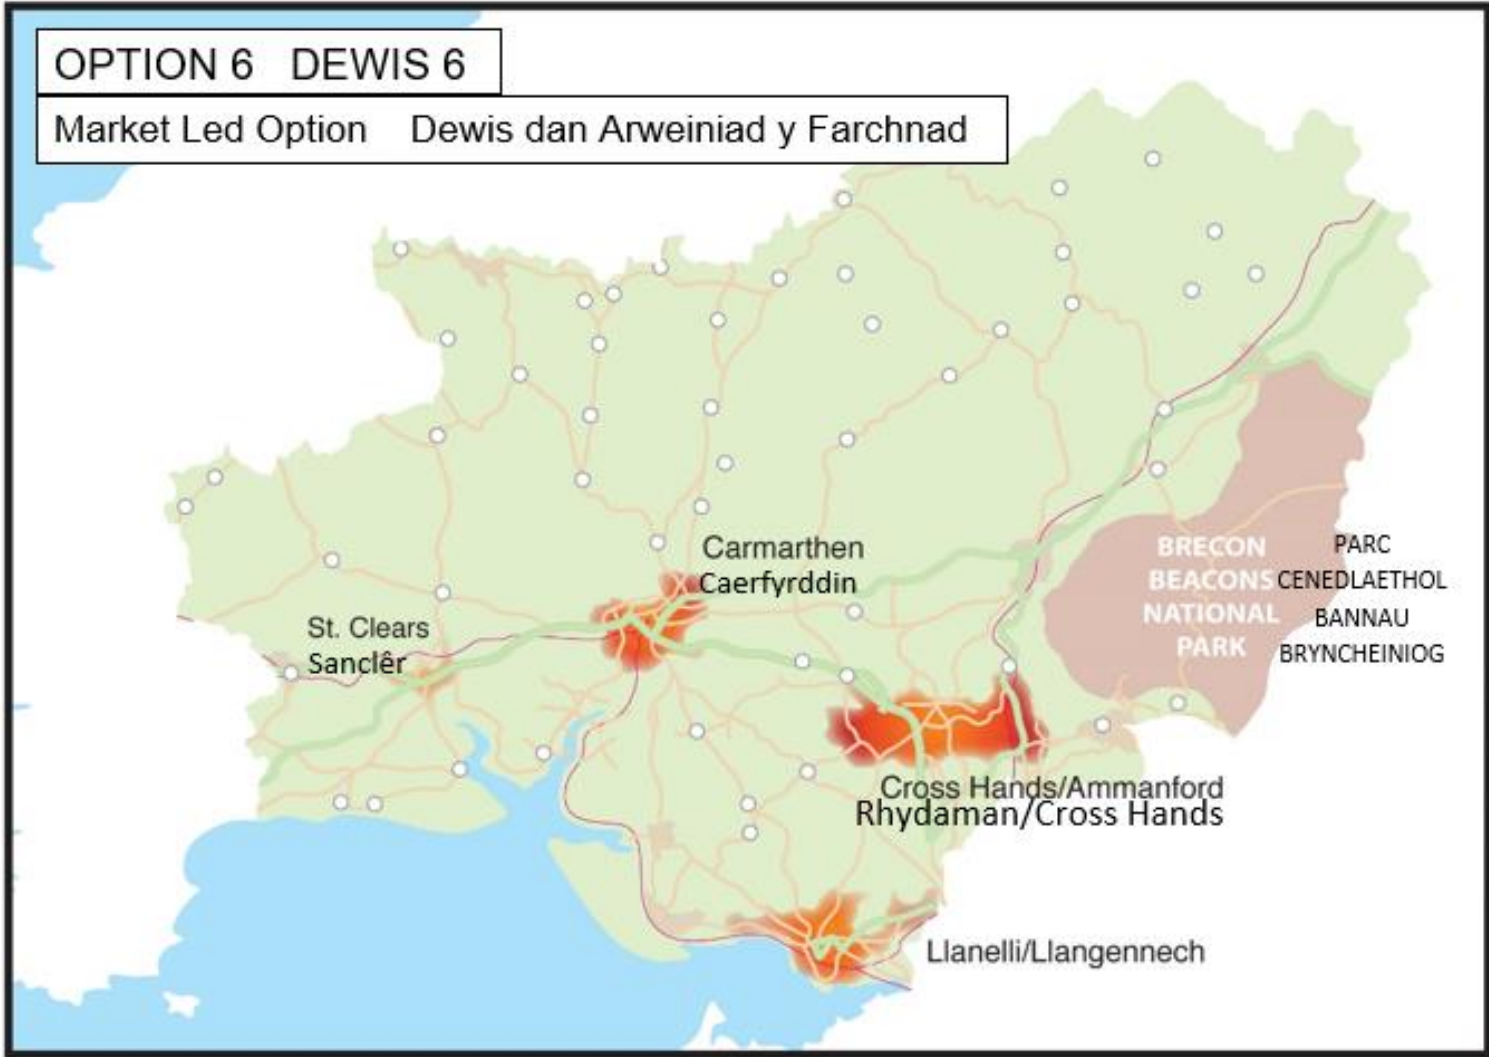 OPTION 6 DEWIS 6
Market Led Option Dewis dan Arweiniad y Farchnad
Carmarthen
Caerfyrddin
St. Clears
Sanclêr
BRECON
BEACONS
NATIONAL
PARK
PARC
CENEDLAETHOL
BANNAU
BRYNCHEINIOG
Cross Hands/Ammanford
Rhydaman/Cross Hands
Llanelli/Llangennech